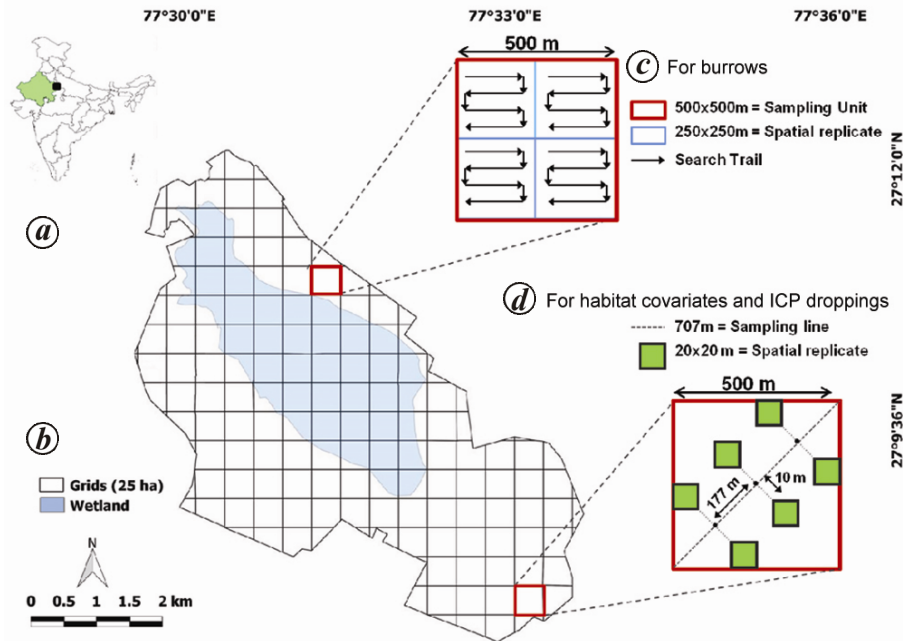 77°30'0"E
77°33'0"E
77°36'0"E
500 m
c For burrows
500x500m = Sampling Unit
250x250m = Spatial replicate
Search Trail
27°12'0"N
a
d For habitat covariates and ICP droppings
707m = Sampling line
20x20 m = Spatial replicate
500 m
177 m
10 m
27°9'36"N
b
Grids (25 ha)
Wetland
N
0 0.5 1 2 km